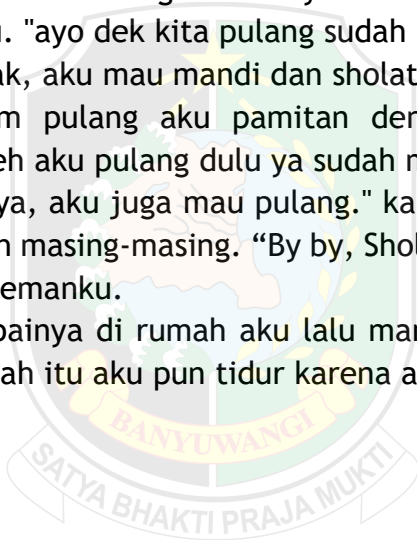 u. "ayo dek kita pulang sudah
ak, aku mau mandi dan sholat
m pulang aku pamitan den
eh aku pulang dulu ya sudah m
ya, aku juga mau pulang." ka
h masing-masing. “By by, Shol
emanku.
painya di rumah aku lalu mar
ah itu aku pun tidur karena a
BANYUWANGI
SATYA BHAKTI PRAJA MUKTI